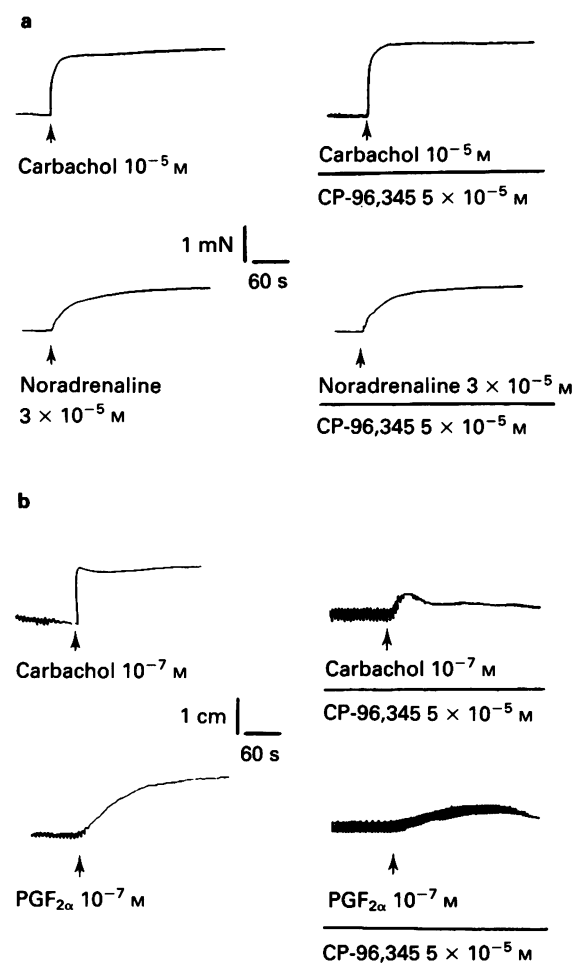 a
Carbachol 10⁻⁵ M
Carbachol 10⁻⁵ M
CP-96,345 5 × 10⁻⁵ M
1 mN
60 s
Noradrenaline
3 × 10⁻⁵ M
Noradrenaline 3 × 10⁻⁵ M
CP-96,345 5 × 10⁻⁵ M
b
Carbachol 10⁻⁷ M
Carbachol 10⁻⁷ M
CP-96,345 5 × 10⁻⁵ M
1 cm
60 s
PGF₂α 10⁻⁷ M
PGF₂α 10⁻⁷ M
CP-96,345 5 × 10⁻⁵ M